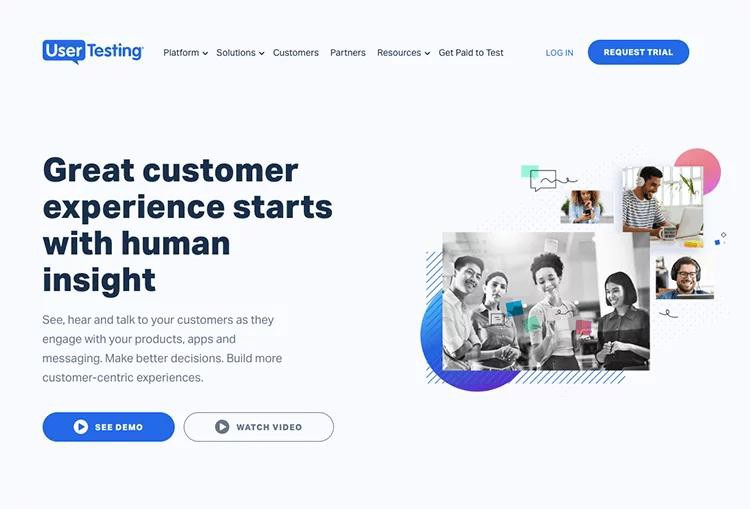 UserTesting
Platform Solutions Customers Partners Resources Get Paid to Test LOG IN REQUEST TRIAL
Great customer
experience starts
with human
insight
See, hear and talk to your customers as they
engage with your products, apps and
messaging. Make better decisions. Build more
customer-centric experiences.
SEE DEMO WATCH VIDEO